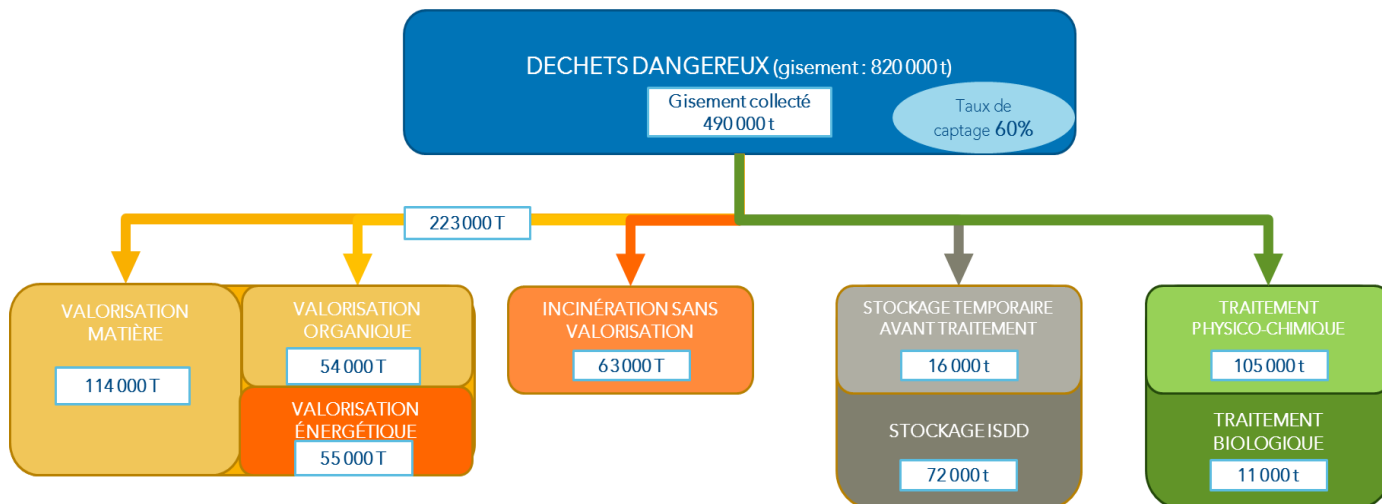 DECHETS DANGEREUX (gisement : 820 000 t)
Gisement collecté
490 000 t
Taux de
captage 60%
223 000 T
VALORISATION
MATIÈRE
114 000 T
VALORISATION
ORGANIQUE
54 000 T
VALORISATION
ÉNERGÉTIQUE
55 000 T
INCINÉRATION SANS
VALORISATION
63 000 T
STOCKAGE TEMPORAIRE
AVANT TRAITEMENT
16 000 t
STOCKAGE ISDD
72 000 t
TRAITEMENT
PHYSICO-CHIMIQUE
105 000 t
TRAITEMENT
BIOLOGIQUE
11 000 t